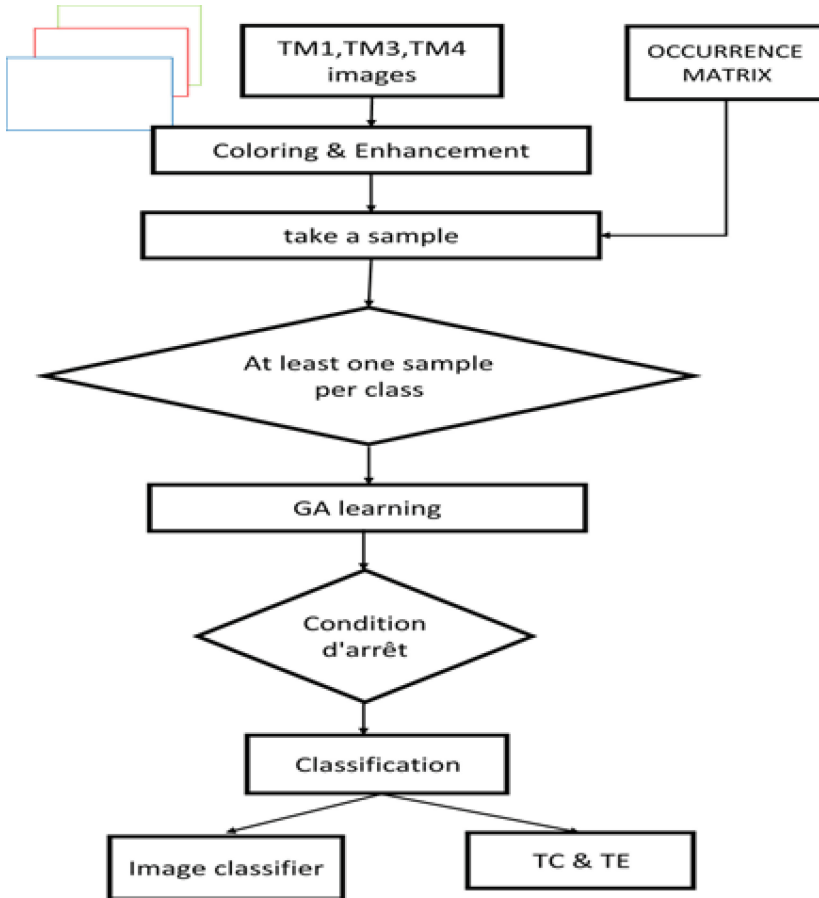 TM1,TM3,TM4
images
OCCURRENCE
MATRIX
Coloring & Enhancement
take a sample
At least one sample
per class
GA learning
Condition
d'arrêt
Classification
Image classifier
TC & TE